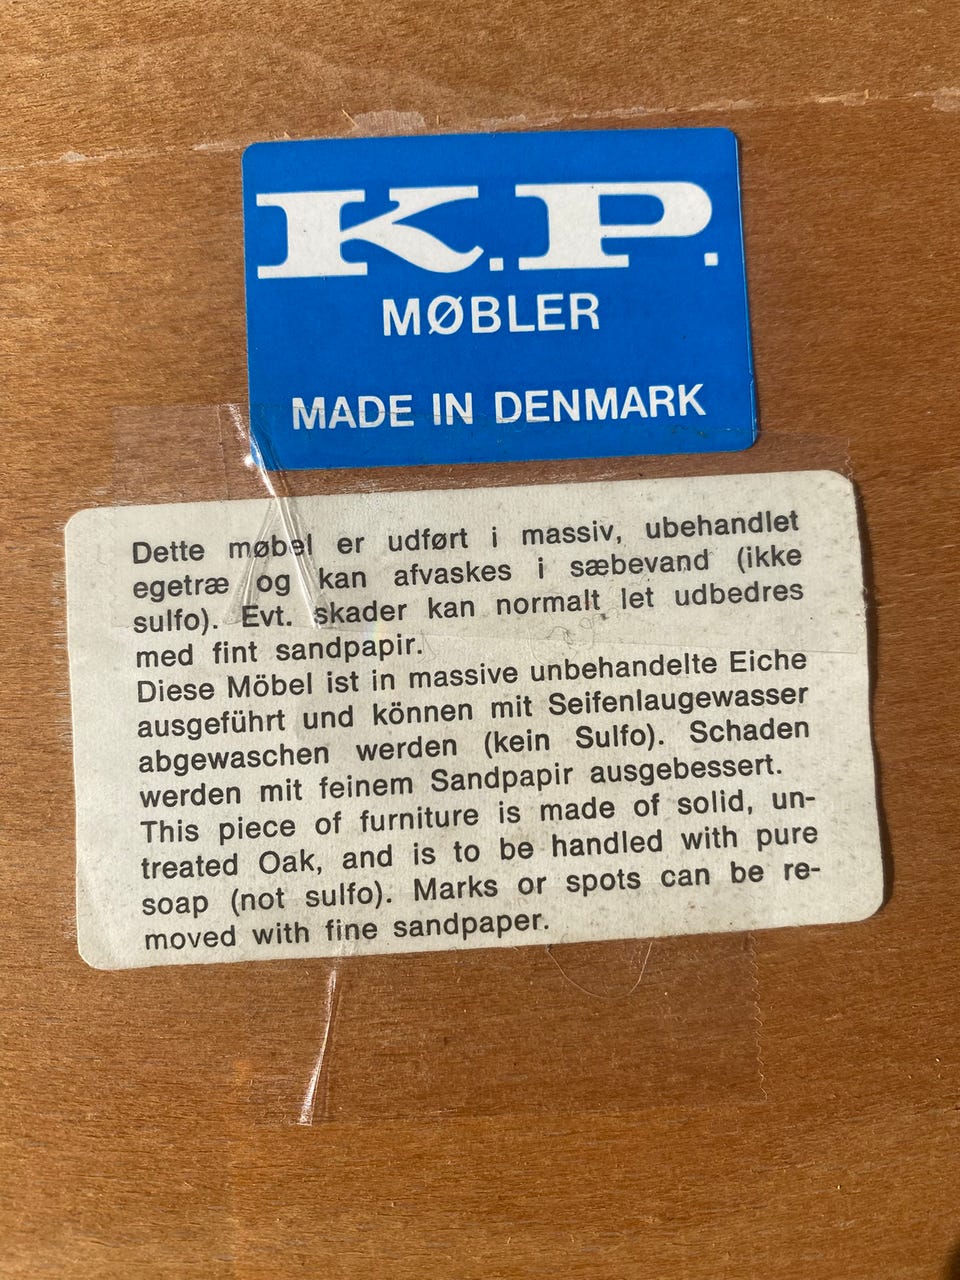 K.P.
MØBLER
MADE IN DENMARK
Dette møbel er udført i massiv, ubehandlet
egetræ og kan afvaskes i sæbevand (ikke
sulfo). Evt. skader kan normalt let udbedres
med fint sandpapir.
Diese Möbel ist in massive unbehandelte Eiche
ausgeführt und können mit Seifenlaugewasser
abgewaschen werden (kein Sulfo). Schaden
werden mit feinem Sandpapir ausgebessert.
This piece of furniture is made of solid, un-
treated Oak, and is to be handled with pure
soap (not sulfo). Marks or spots can be re-
moved with fine sandpaper.